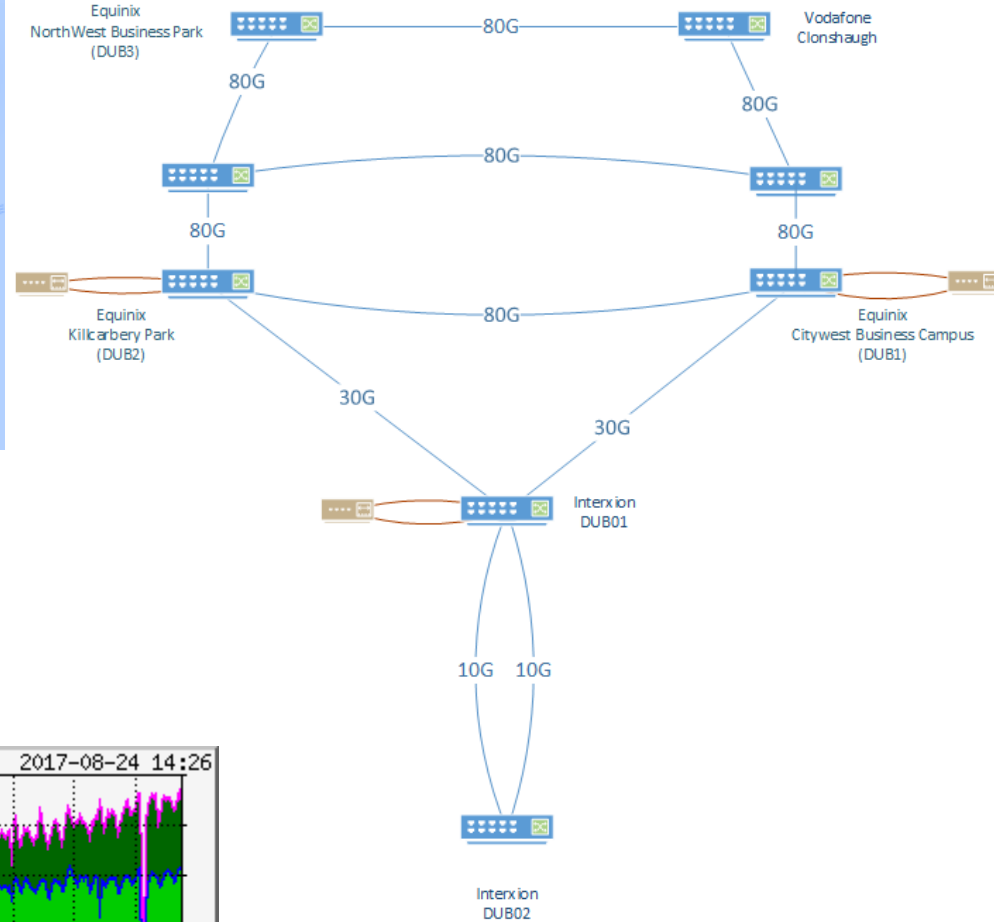 Equinix
NorthWest Business Park
(DUB3)
80G
Vodafone
Clonshaugh
80G
80G
80G
80G
80G
Equinix
Killcarbery Park
(DUB2)
80G
Equinix
Citywest Business Campus
(DUB1)
30G
30G
Interxion
DUB01
10G
10G
2017-08-24 14:26
Interxion
DUB02